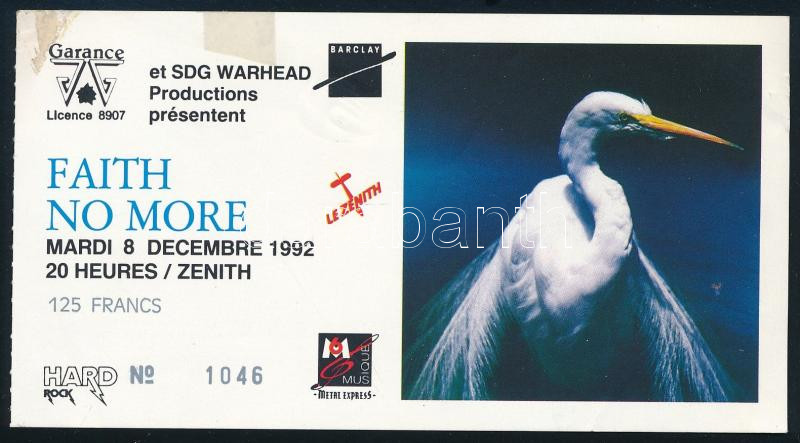 Garance
Licence 8907
et SDG WARHEAD
Productions
présentent
BARCLAY
FAITH
NO MORE
LE ZENITH
MARDI 8 DECEMBRE 1992
20 HEURES / ZENITH
125 FRANCS
HARD
ROCK
Nº 1046
M6
MUSIQUE
- METAL EXPRESS -